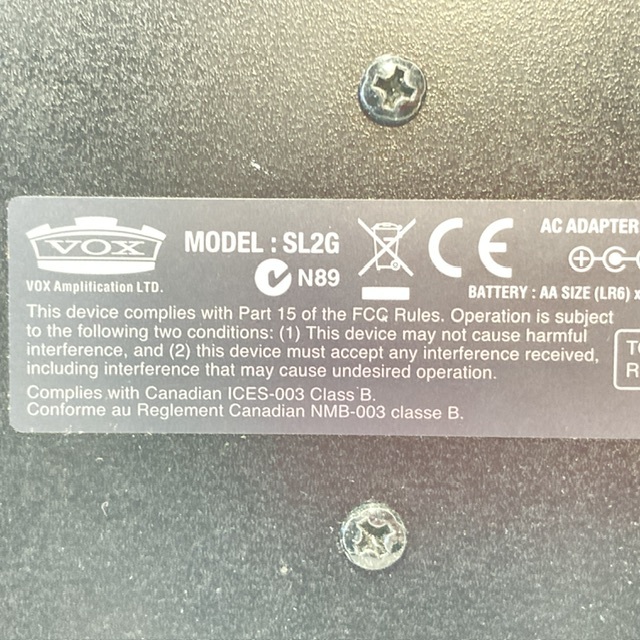 VOX
VOX Amplification LTD.
MODEL : SL2G
N89
CE
AC ADAPTER
BATTERY : AA SIZE (LR6) x
This device complies with Part 15 of the FCC Rules. Operation is subject
to the following two conditions: (1) This device may not cause harmful
interference, and (2) this device must accept any interference received,
including interference that may cause undesired operation.
Complies with Canadian ICES-003 Class B.
Conforme au Reglement Canadian NMB-003 classe B.